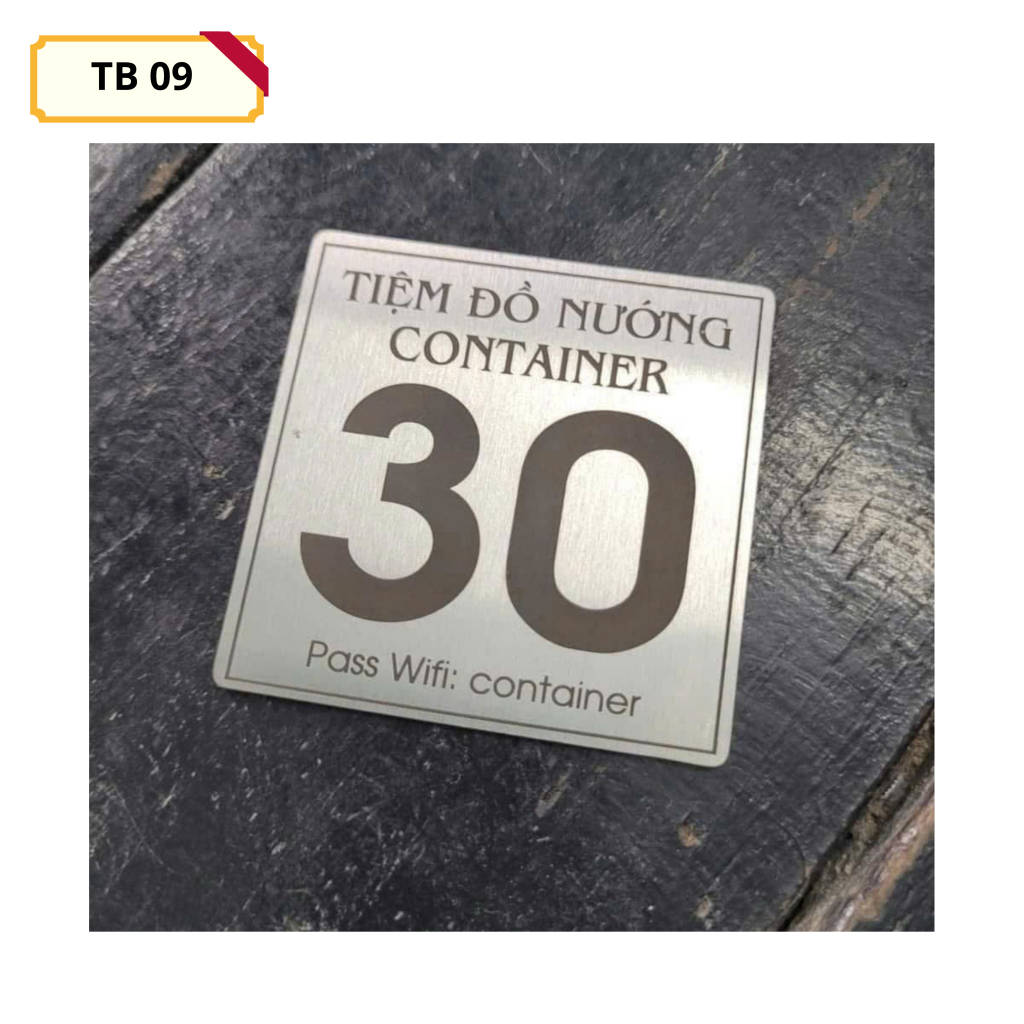 TB 09
TIỆM ĐỒ NƯỚNG
CONTAINER
30
Pass Wifi: container